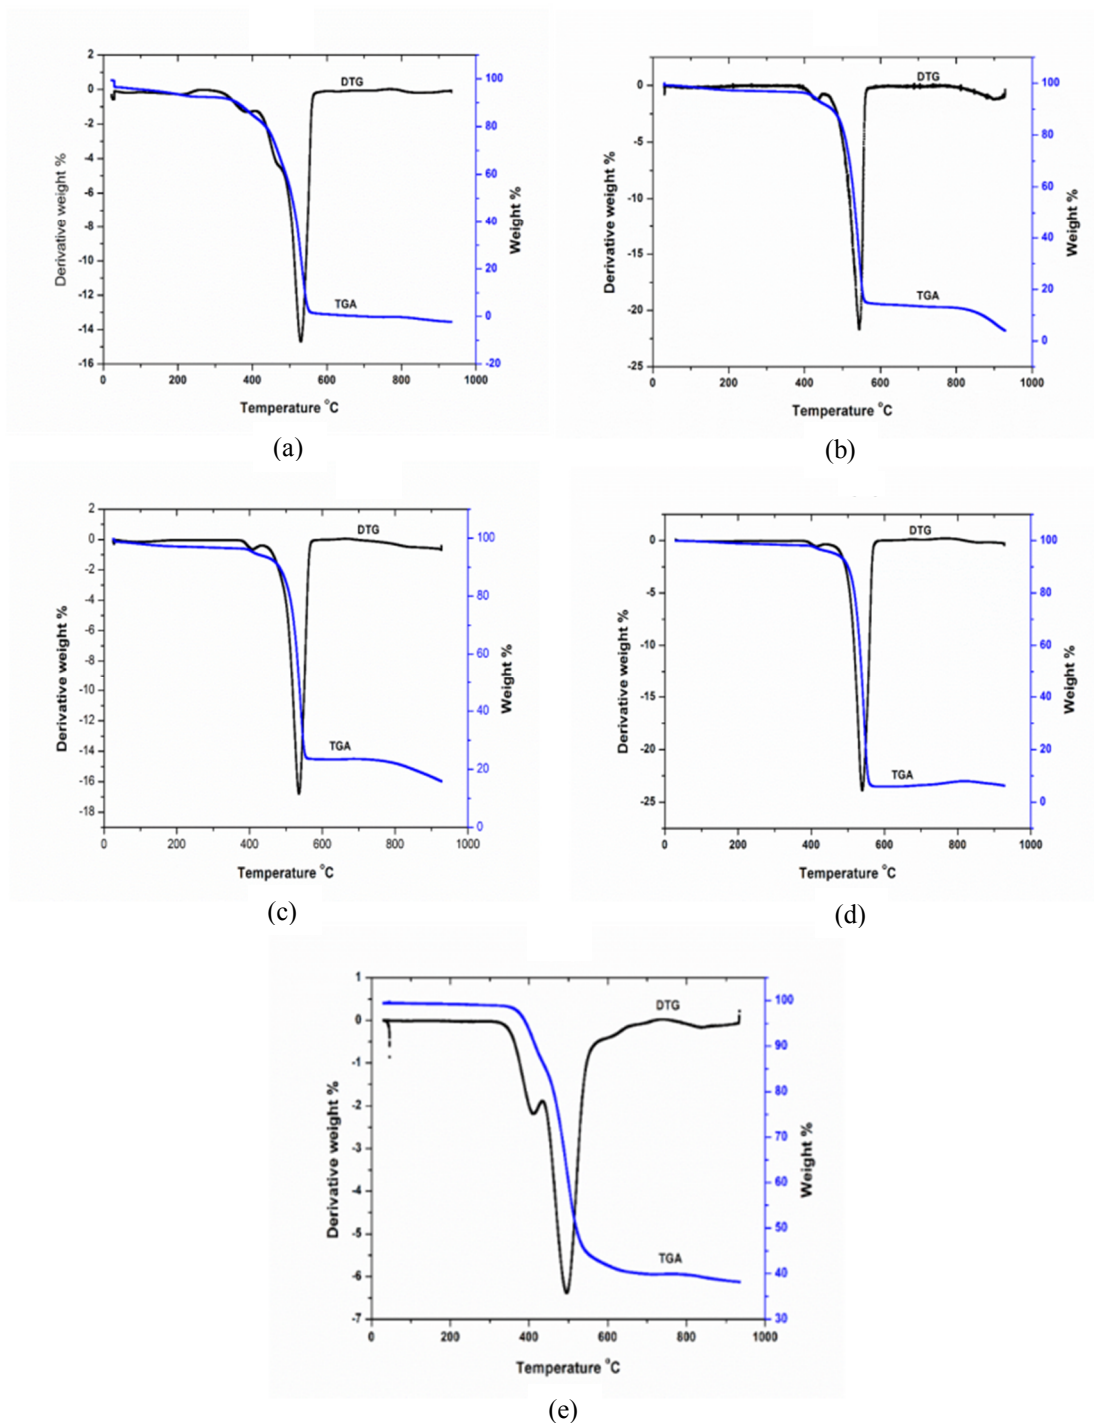 2
0
-2
-4
-6
-8
-10
-12
-14
-16
Derivative weight %
DTG
TGA
100
80
60
40
20
0
-20
Weight %
0 200 400 600 800 1000
Temperature °C
(a)
0
-5
-10
-15
-20
-25
Derivative weight %
DTG
TGA
100
80
60
40
20
0
Weight %
0 200 400 600 800 1000
Temperature °C
(b)
2
0
-2
-4
-6
-8
-10
-12
-14
-16
-18
Derivative weight %
DTG
TGA
100
80
60
40
20
0
Weight %
0 200 400 600 800 1000
Temperature °C
(c)
0
-5
-10
-15
-20
-25
Derivative weight %
DTG
TGA
100
80
60
40
20
0
Weight %
0 200 400 600 800 1000
Temperature °C
(d)
1
0
-1
-2
-3
-4
-5
-6
-7
Derivative weight %
DTG
TGA
100
90
80
70
60
50
40
30
Weight %
0 200 400 600 800 1000
Temperature °C
(e)